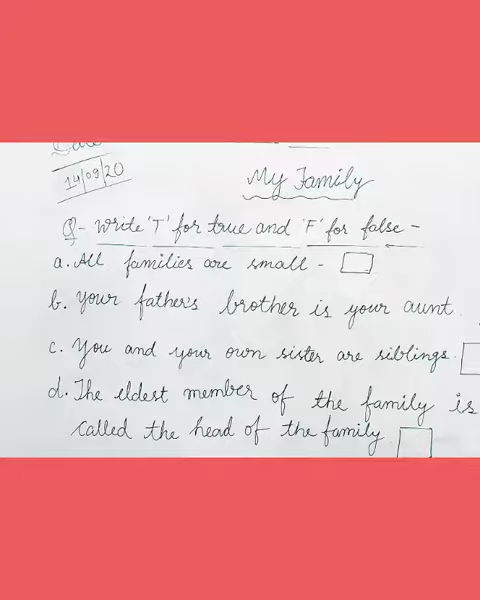 Date
14/09/20
My Family
Q- Write 'T' for true and 'F' for false -
a. All families are small -
b. Your father's brother is your aunt.
c. You and your own sister are siblings.
d. The eldest member of the family is
called the head of the family.